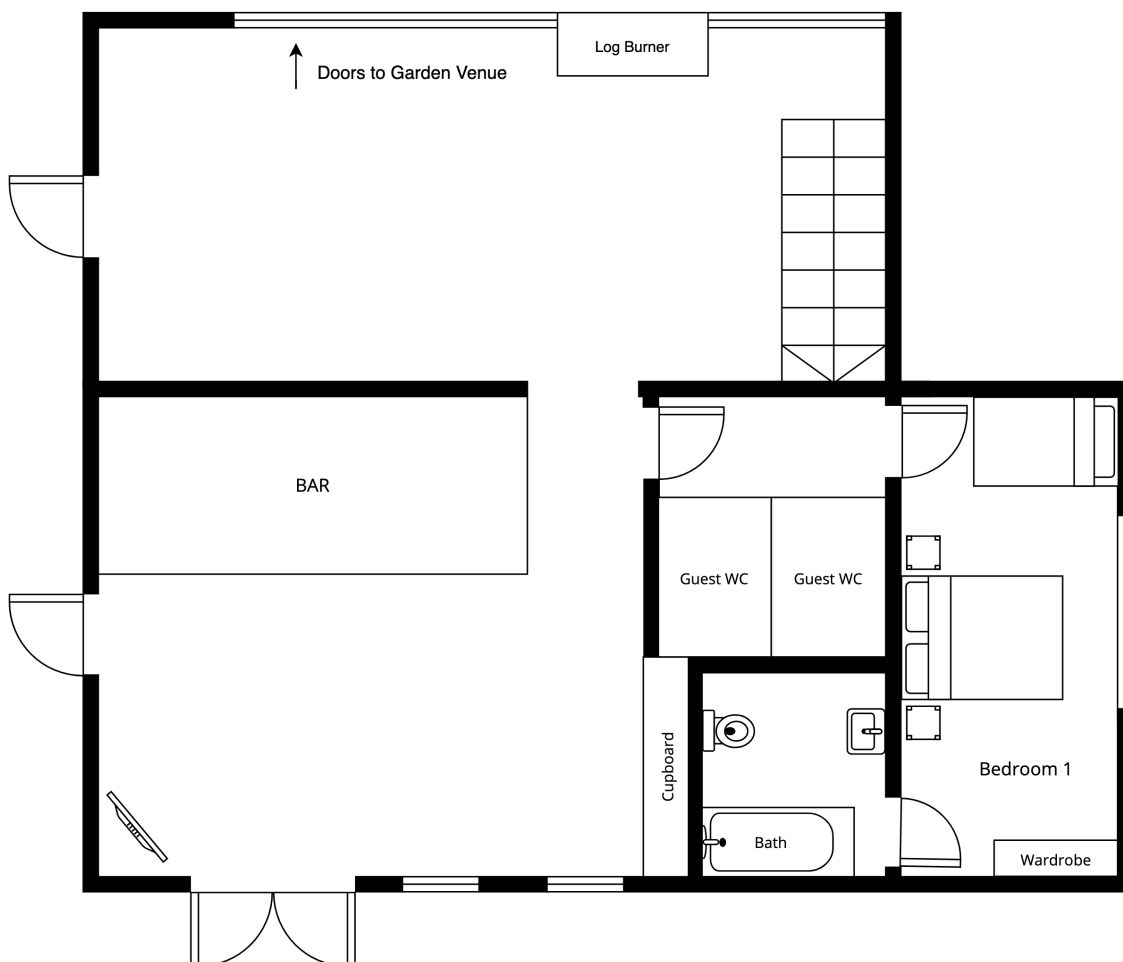 Log Burner
Doors to Garden Venue
BAR
Guest WC
Guest WC
Cupboard
Bedroom 1
Bath
Wardrobe